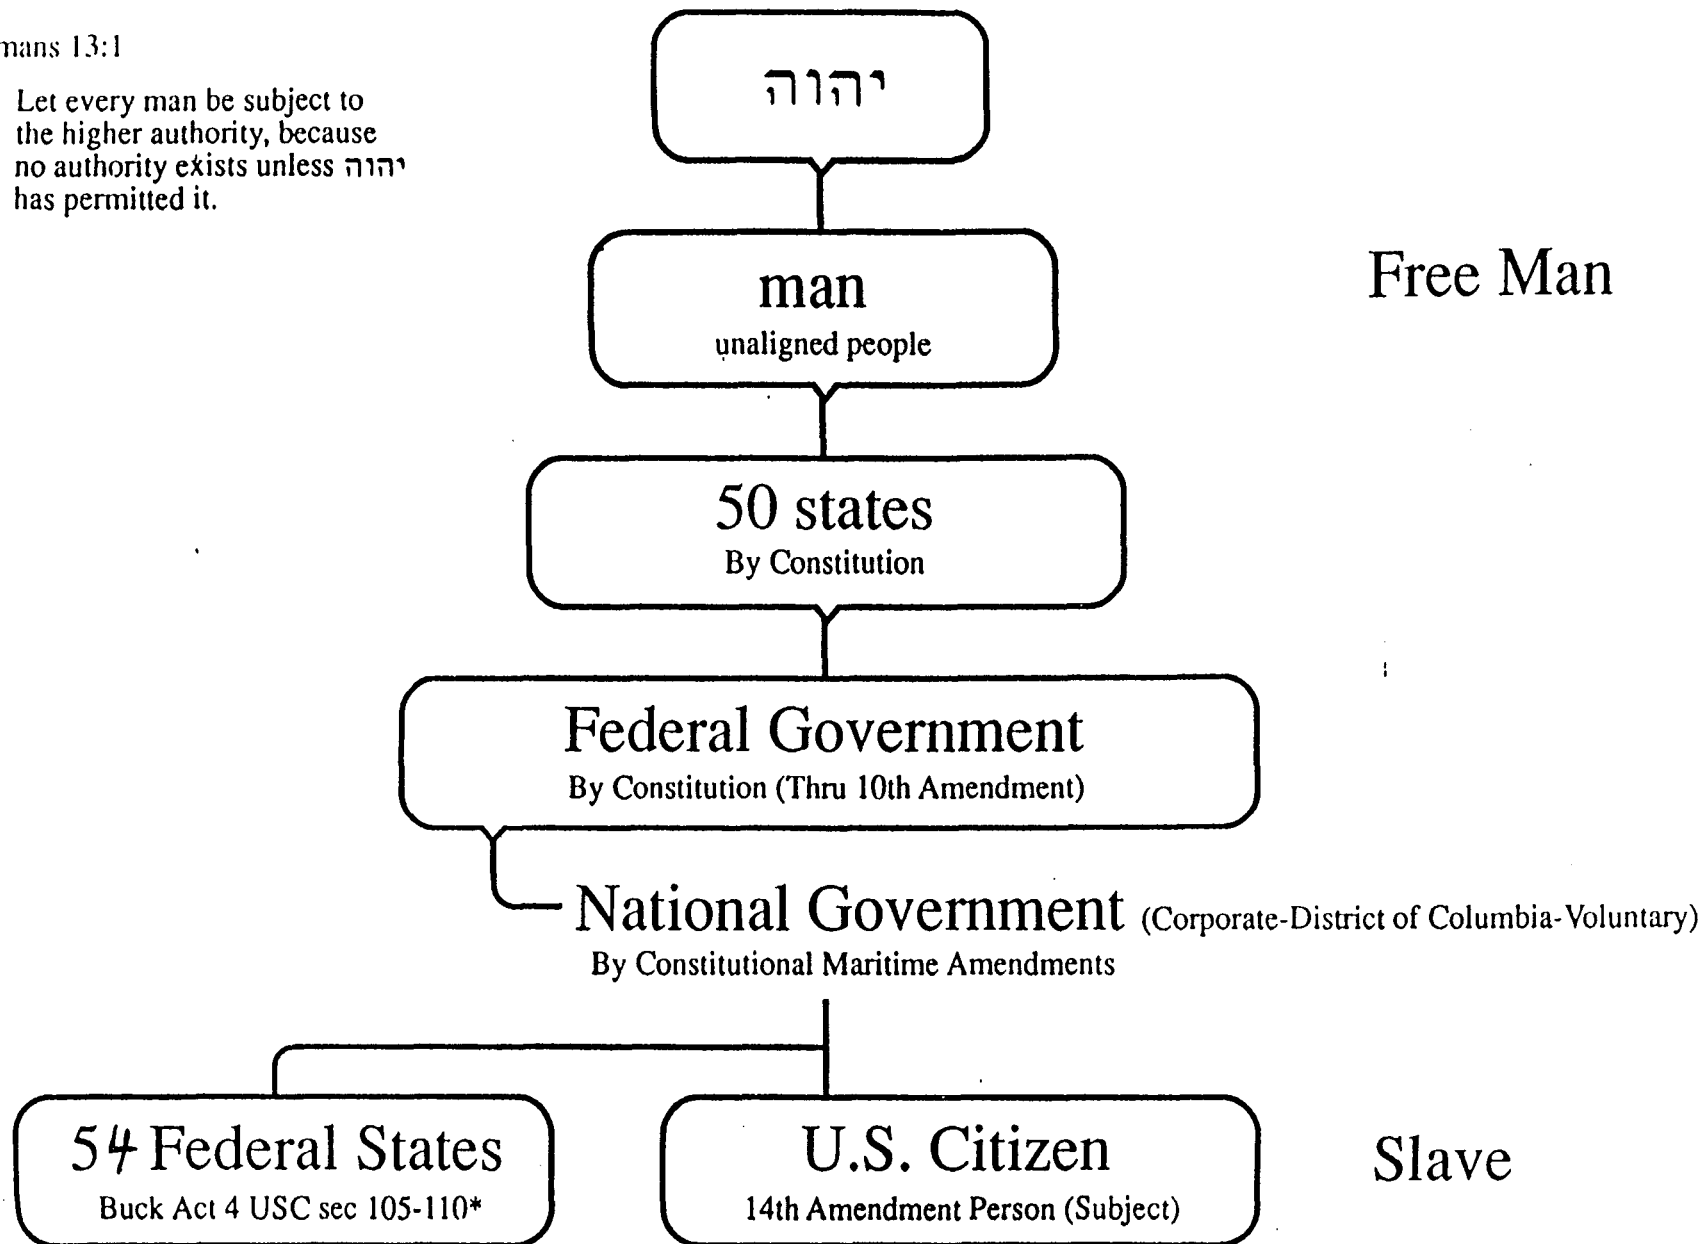 mans 13:1
Let every man be subject to
the higher authority, because
no authority exists unless יהוה
has permitted it.
יהוה
man
unaligned people
Free Man
50 states
By Constitution
Federal Government
By Constitution (Thru 10th Amendment)
National Government (Corporate-District of Columbia-Voluntary)
By Constitutional Maritime Amendments
54 Federal States
Buck Act 4 USC sec 105-110*
U.S. Citizen
14th Amendment Person (Subject)
Slave